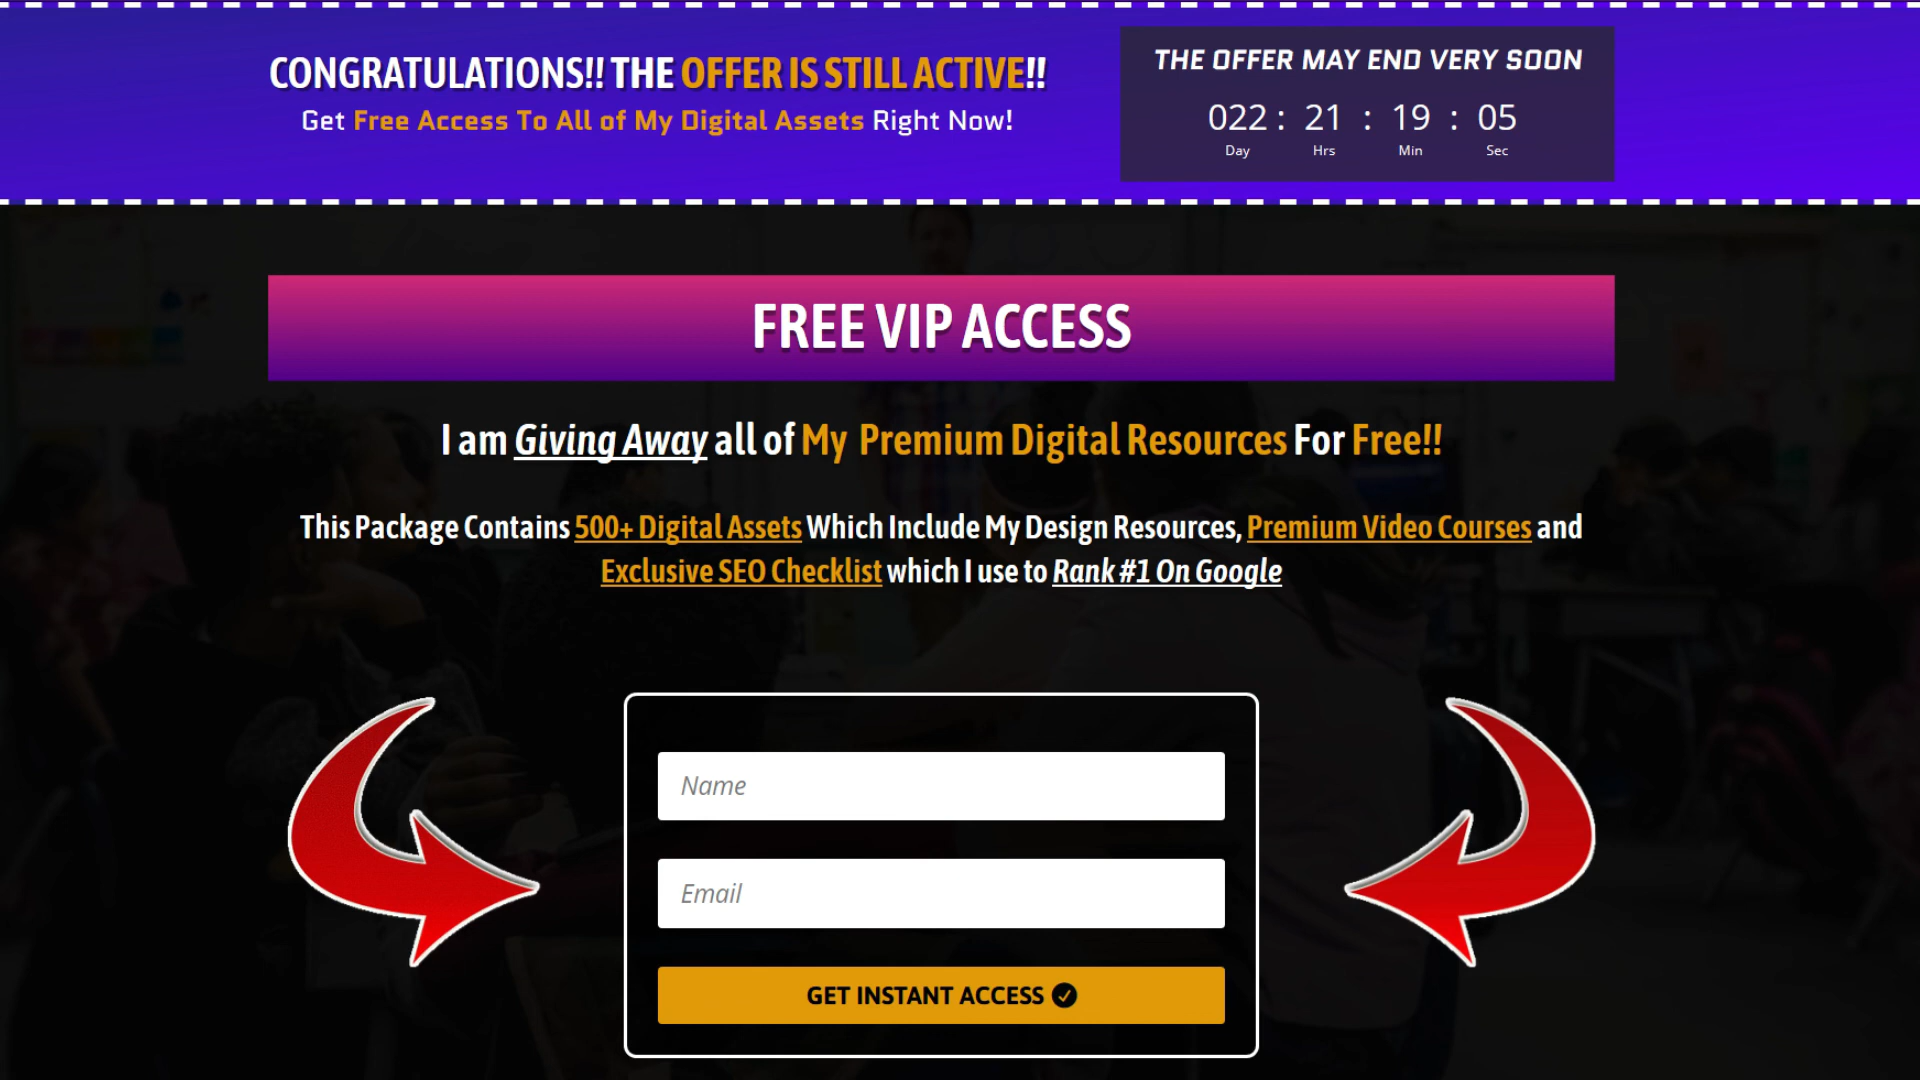 CONGRATULATIONS!! THE OFFER IS STILL ACTIVE!!
Get Free Access To All of My Digital Assets Right Now!
THE OFFER MAY END VERY SOON
022 : 21 : 19 : 05
Day Hrs Min Sec
FREE VIP ACCESS
I am Giving Away all of My Premium Digital Resources For Free!!
This Package Contains 500+ Digital Assets Which Include My Design Resources, Premium Video Courses and
Exclusive SEO Checklist which I use to Rank #1 On Google
Name
Email
GET INSTANT ACCESS